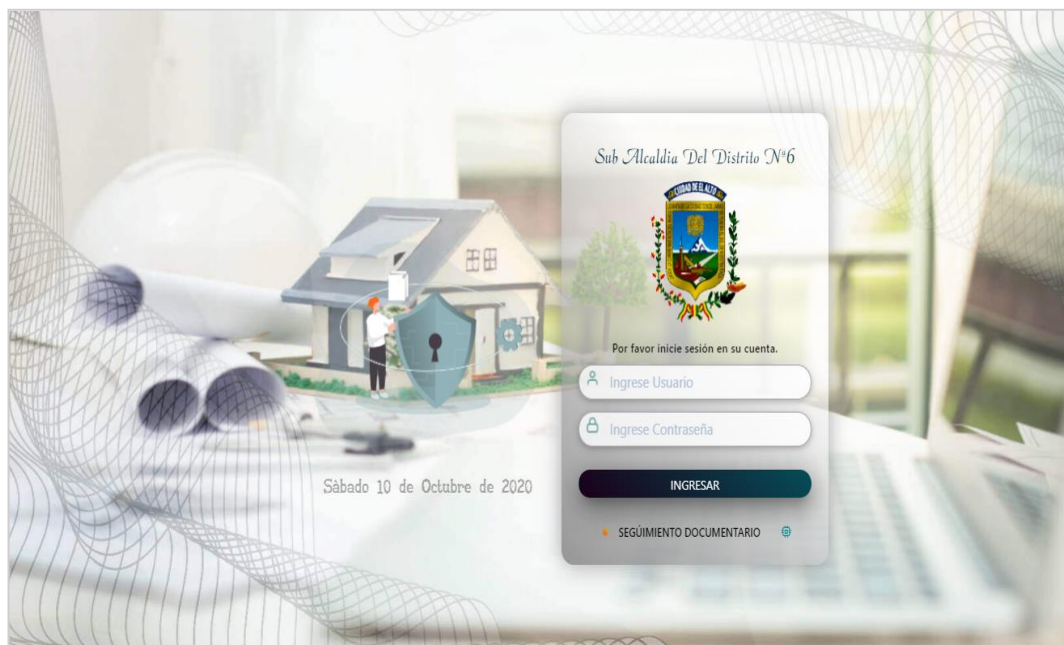 Sub Alcaldia Del Distrito Nº6
CIUDAD DE EL ALTO
Por favor inicie sesión en su cuenta.
Ingrese Usuario
Ingrese Contraseña
Sábado 10 de Octubre de 2020
INGRESAR
SEGÚIMIENTO DOCUMENTARIO